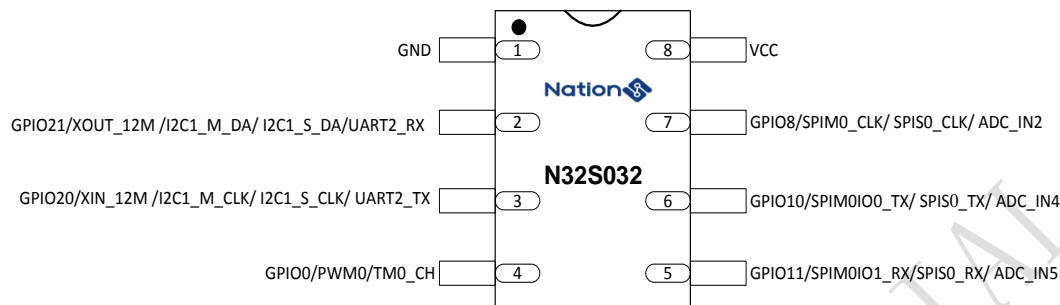 GND 1 8 VCC
Nations
GPIO21/XOUT_12M /I2C1_M_DA/ I2C1_S_DA/UART2_RX 2 7 GPIO8/SPIM0_CLK/ SPIS0_CLK/ ADC_IN2
N32S032
GPIO20/XIN_12M /I2C1_M_CLK/ I2C1_S_CLK/ UART2_TX 3 6 GPIO10/SPIM0IO0_TX/ SPIS0_TX/ ADC_IN4
GPIO0/PWM0/TM0_CH 4 5 GPIO11/SPIM0IO1_RX/SPIS0_RX/ ADC_IN5